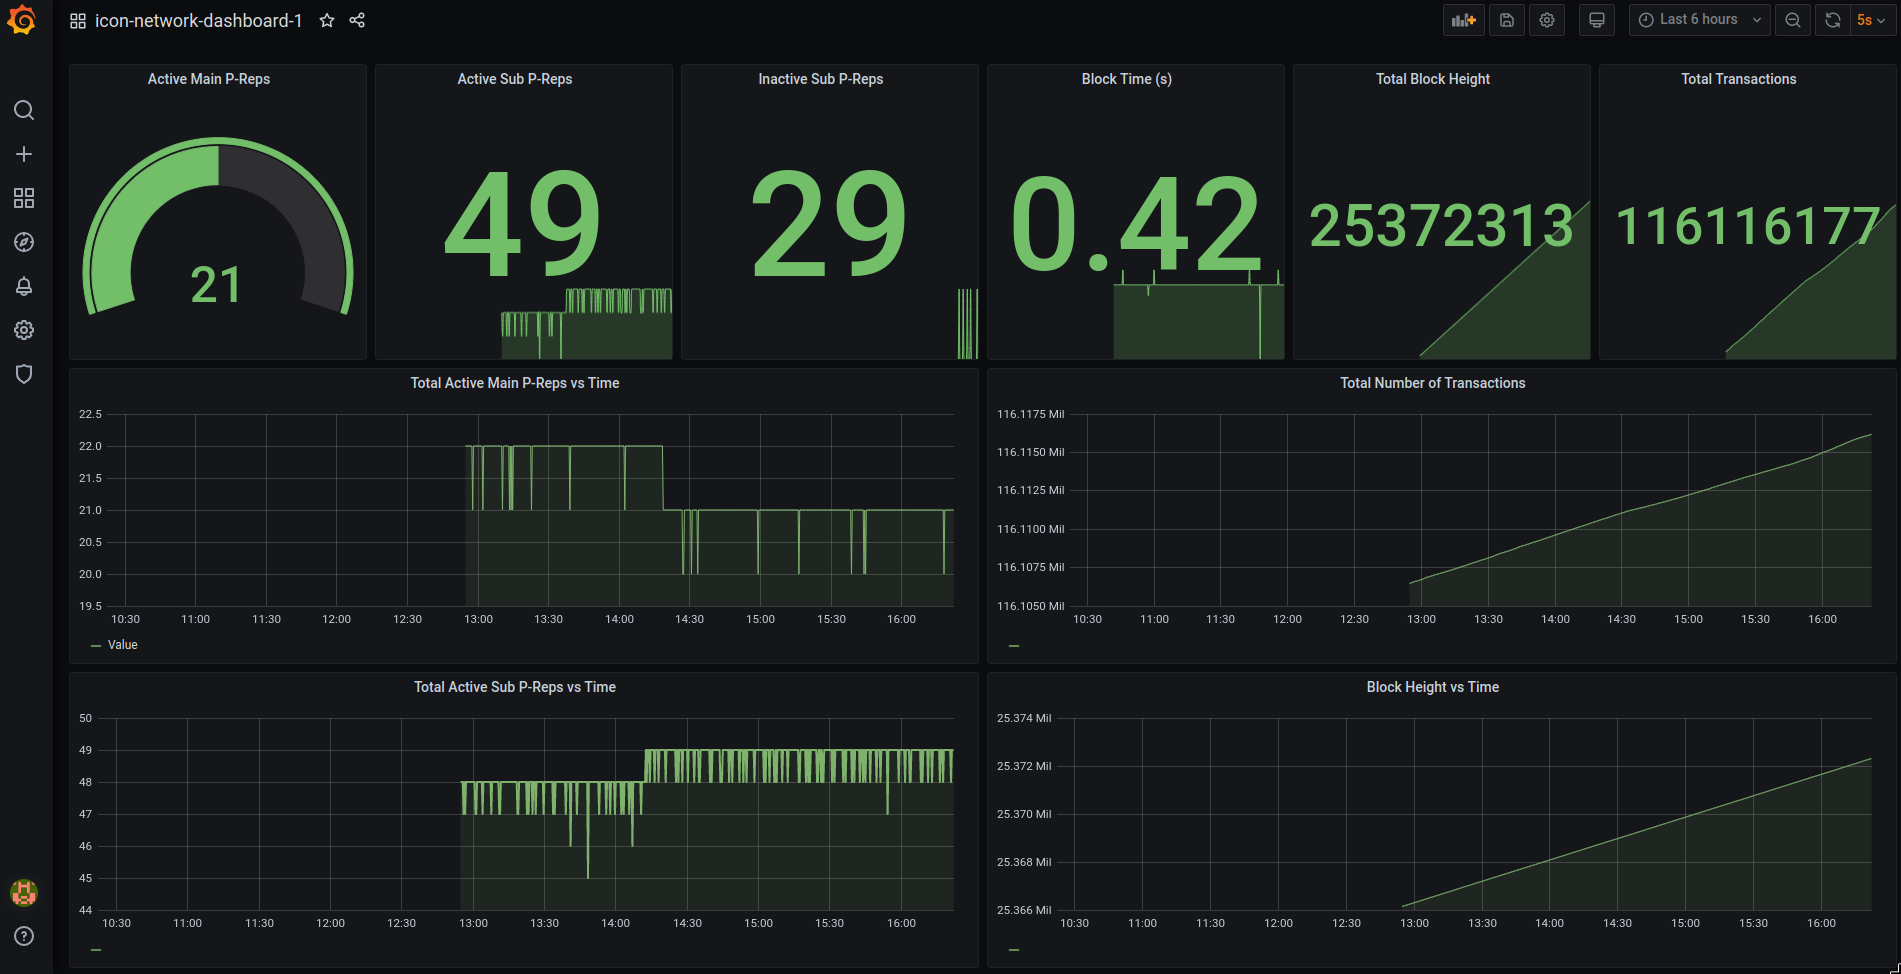 icon-network-dashboard-1
Last 6 hours
5s
Active Main P-Reps
21
Active Sub P-Reps
49
Inactive Sub P-Reps
29
Block Time (s)
0.42
Total Block Height
25372313
Total Transactions
116116177
Total Active Main P-Reps vs Time
22.5
22.0
21.5
21.0
20.5
20.0
19.5
10:30 11:00 11:30 12:00 12:30 13:00 13:30 14:00 14:30 15:00 15:30 16:00
Value
Total Number of Transactions
116.1175 Mil
116.1150 Mil
116.1125 Mil
116.1100 Mil
116.1075 Mil
116.1050 Mil
10:30 11:00 11:30 12:00 12:30 13:00 13:30 14:00 14:30 15:00 15:30 16:00
Total Active Sub P-Reps vs Time
50
49
48
47
46
45
44
10:30 11:00 11:30 12:00 12:30 13:00 13:30 14:00 14:30 15:00 15:30 16:00
Block Height vs Time
25.374 Mil
25.372 Mil
25.370 Mil
25.368 Mil
25.366 Mil
10:30 11:00 11:30 12:00 12:30 13:00 13:30 14:00 14:30 15:00 15:30 16:00